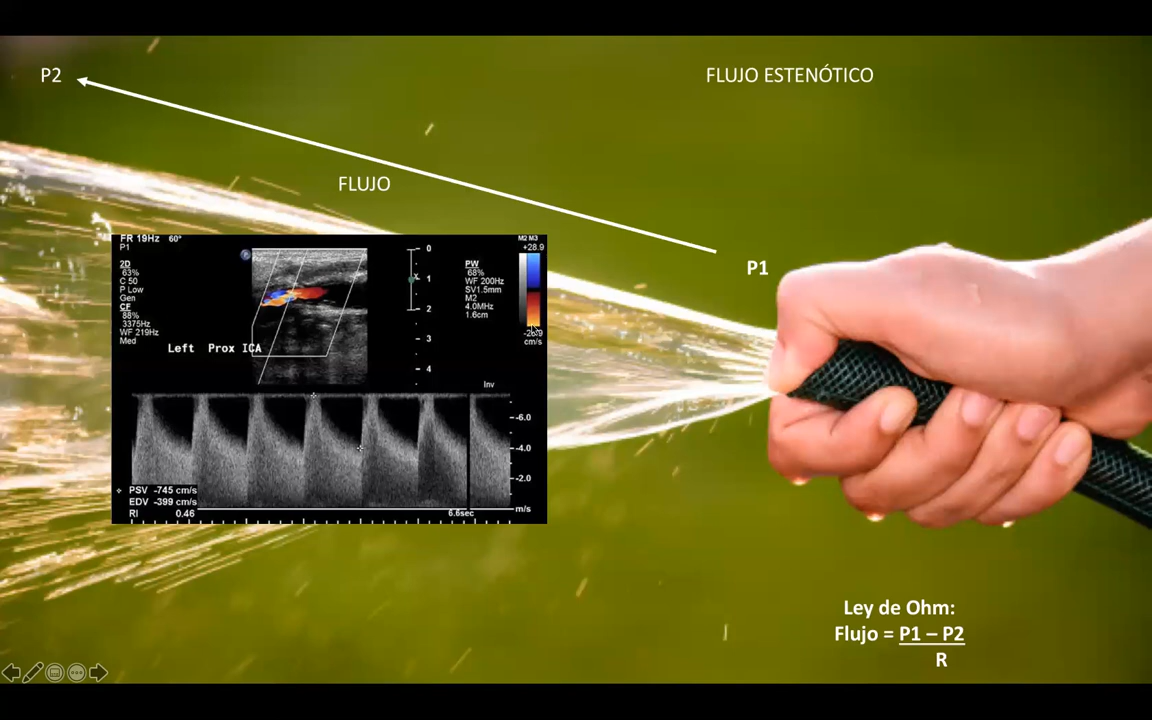 P2
FLUJO ESTENÓTICO
FLUJO
P1
FR 19Hz 60°
P1
2D
63%
C 50
P Low
Gen
CF
88%
3375Hz
WF 219Hz
Med
Left Prox ICA
0
1
2
3
4
PW
68%
WF 200Hz
SV1.5mm
M2
4.0MHz
1.6cm
M2 M3
+28.9
cm/s
Inv
-6.0
-4.0
-2.0
m/s
PSV -745 cm/s
EDV -399 cm/s
RI 0.46
6.6sec
Ley de Ohm:
Flujo = P1 – P2
R